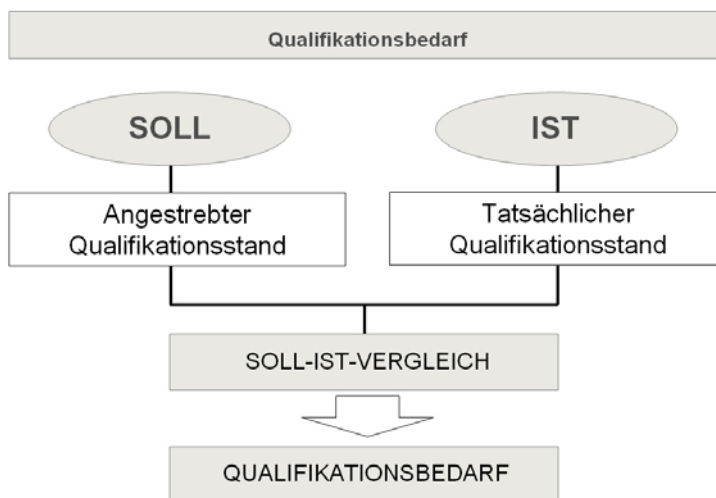 Qualifikationsbedarf
SOLL
IST
Angestrebter
Qualifikationsstand
Tatsächlicher
Qualifikationsstand
SOLL-IST-VERGLEICH
QUALIFIKATIONSBEDARF